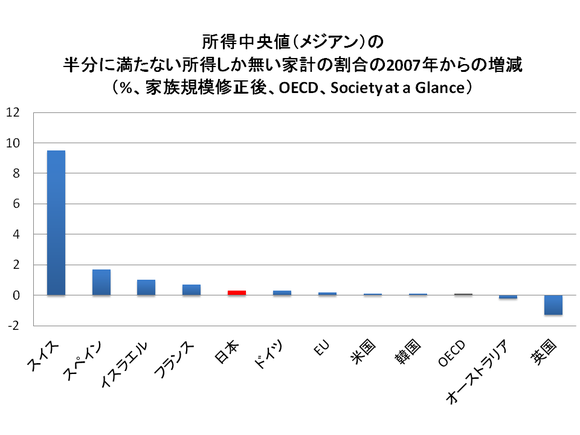 所得中央値（メジアン）の
半分に満たない所得しか無い家計の割合の2007年からの増減
（%、家族規模修正後、OECD、Society at a Glance）
12
10
8
6
4
2
0
-2
スイス
スペイン
イスラエル
フランス
日本
ドイツ
EU
米国
韓国
OECD
オーストラリア
英国